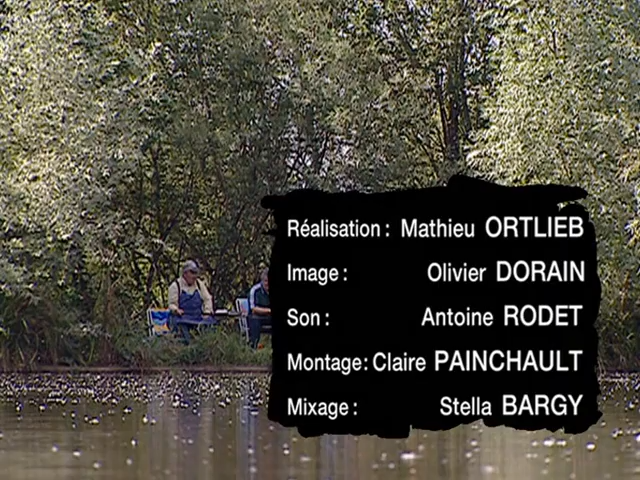 Réalisation : Mathieu ORTLIEB
Image : Olivier DORAIN
Son : Antoine RODET
Montage : Claire PAINCHAULT
Mixage : Stella BARGY